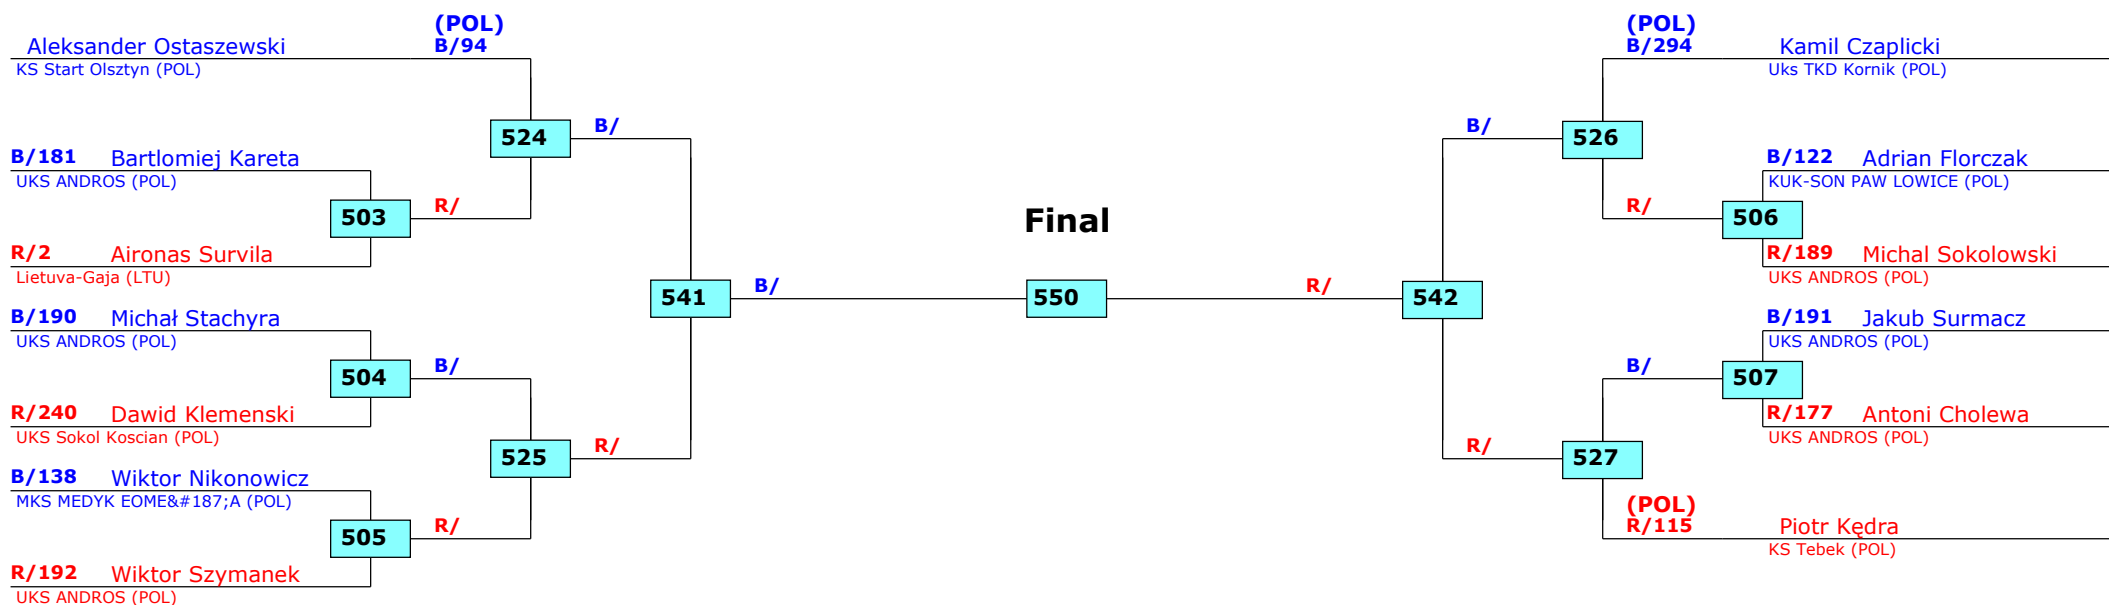 (POL)
Aleksander Ostaszewski B/94
KS Start Olsztyn (POL)
524
B/
B/181 Bartlomiej Kareta
UKS ANDROS (POL)
503
R/
R/2 Aironas Survila
Lietuva-Gaja (LTU)
541
B/
B/190 Michał Stachyra
UKS ANDROS (POL)
504
B/
R/240 Dawid Klemenski
UKS Sokol Koscian (POL)
525
R/
B/138 Wiktor Nikonowicz
MKS MEDYK EOME&#187;A (POL)
505
R/
R/192 Wiktor Szymanek
UKS ANDROS (POL)
Final
550
(POL)
B/294 Kamil Czaplicki
Uks TKD Kornik (POL)
B/
526
B/122 Adrian Florczak
KUK-SON PAW LOWICE (POL)
R/
506
R/189 Michal Sokolowski
UKS ANDROS (POL)
R/
542
B/191 Jakub Surmacz
UKS ANDROS (POL)
B/
507
R/177 Antoni Cholewa
UKS ANDROS (POL)
R/
527
(POL)
R/115 Piotr Kędra
KS Tebek (POL)